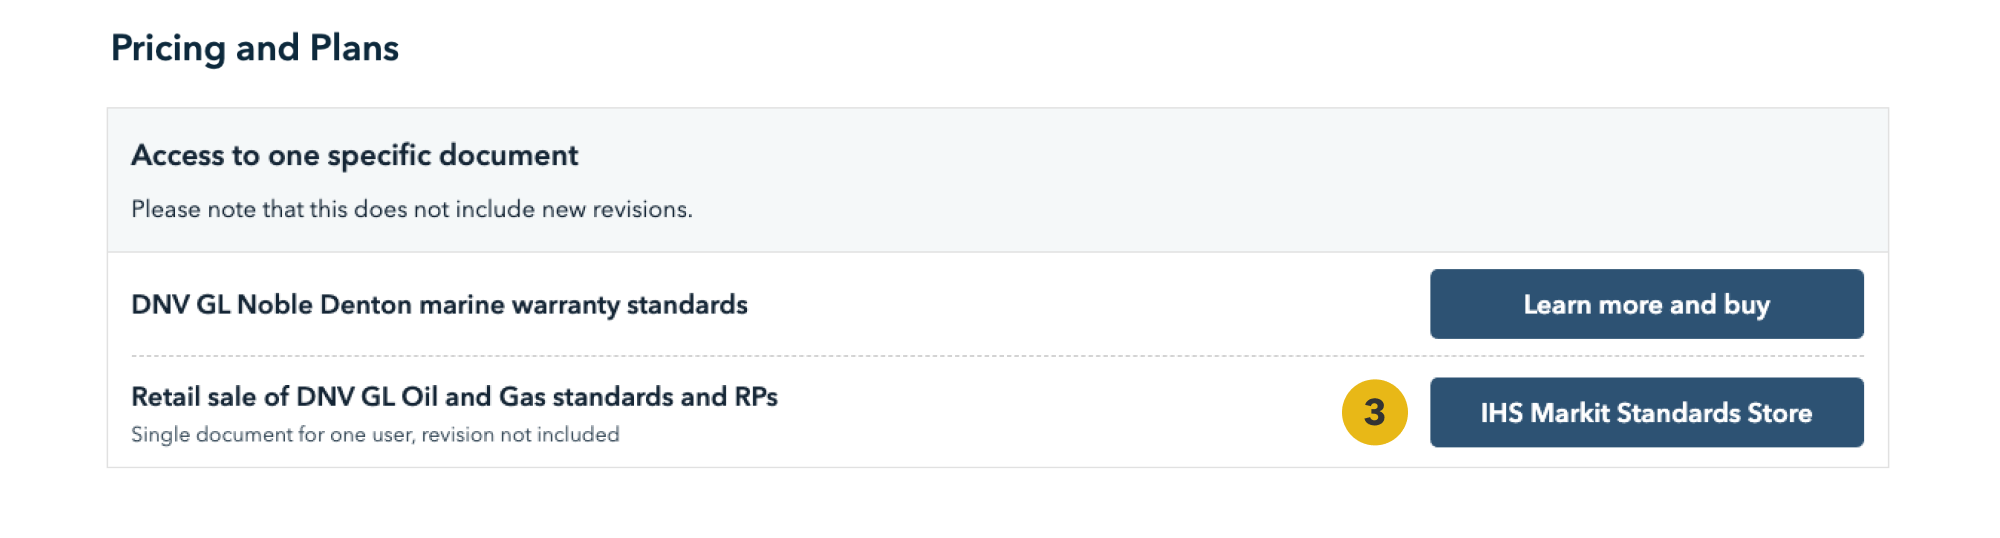 Pricing and Plans
Access to one specific document
Please note that this does not include new revisions.
DNV GL Noble Denton marine warranty standards
Learn more and buy
Retail sale of DNV GL Oil and Gas standards and RPs
Single document for one user, revision not included
3
IHS Markit Standards Store